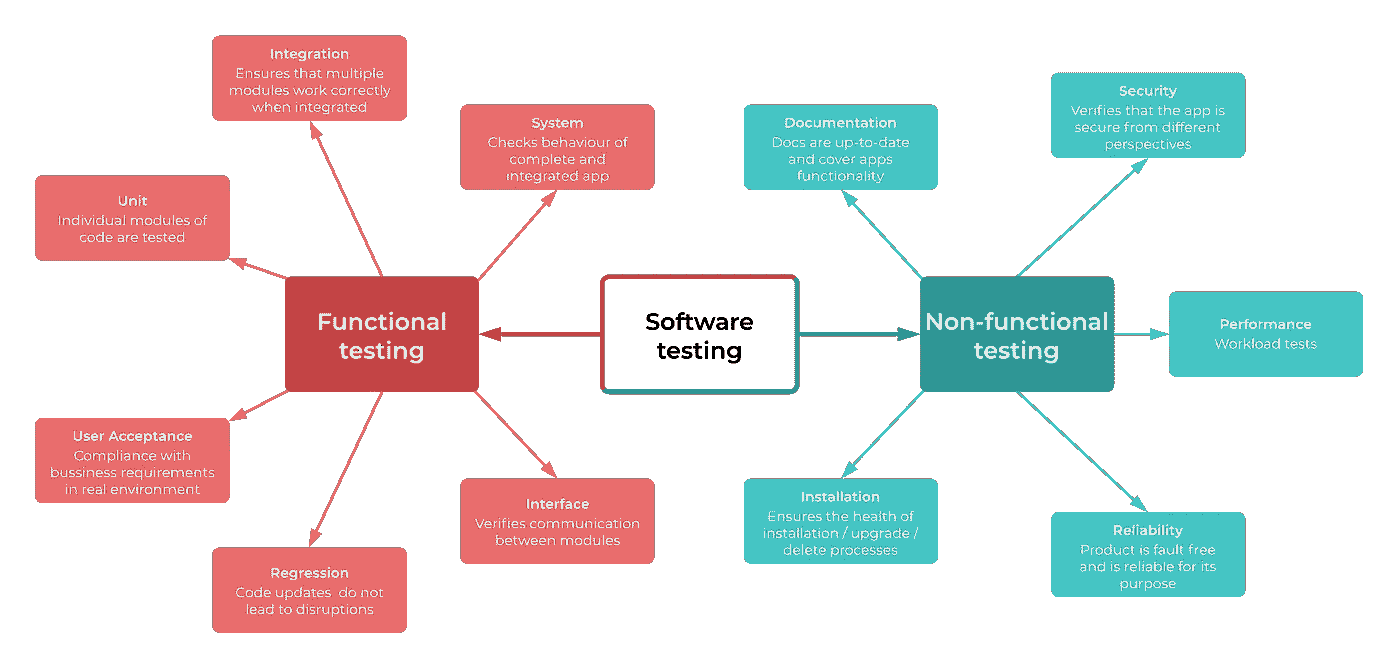 Integration
Ensures that multiple
modules work correctly
when integrated
System
Checks behaviour of
complete and
integrated app
Unit
Individual modules of
code are tested
Functional
testing
User Acceptance
Compliance with
bussiness requirements
in real environment
Regression
Code updates do not
lead to disruptions
Interface
Verifies communication
between modules
Software
testing
Documentation
Docs are up-to-date
and cover apps
functionality
Security
Verifies that the app is
secure from different
perspectives
Non-functional
testing
Performance
Workload tests
Installation
Ensures the health of
installation / upgrade /
delete processes
Reliability
Product is fault free
and is reliable for its
purpose